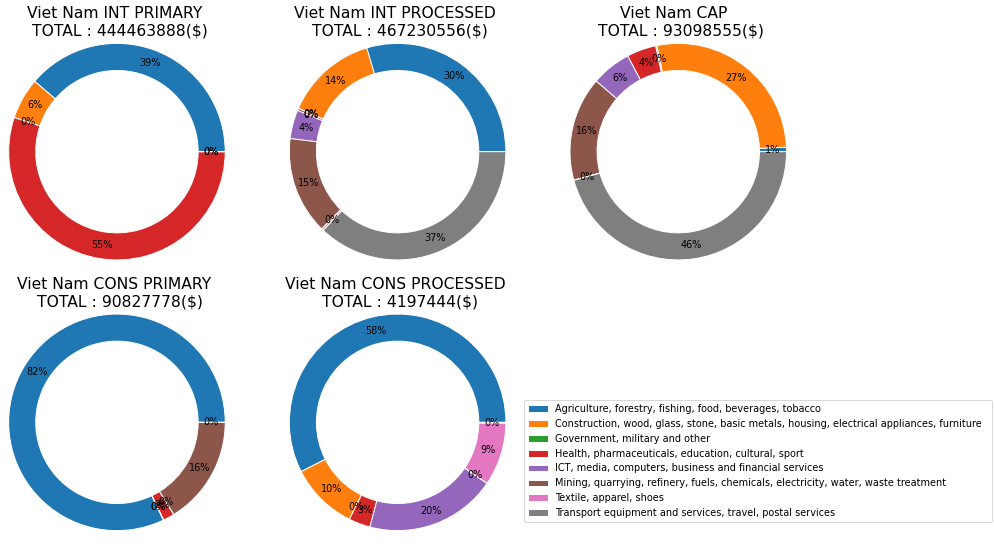 Viet Nam INT PRIMARY
TOTAL : 444463888($)
39%
6%
0%
55%
0%
Viet Nam INT PROCESSED
TOTAL : 467230556($)
30%
14%
0%
4%
15%
0%
37%
Viet Nam CAP
TOTAL : 93098555($)
1%
27%
0%
4%
6%
16%
0%
46%
Viet Nam CONS PRIMARY
TOTAL : 90827778($)
82%
0%
16%
Viet Nam CONS PROCESSED
TOTAL : 4197444($)
58%
10%
0%
3%
20%
0%
9%
0%
Agriculture, forestry, fishing, food, beverages, tobacco
Construction, wood, glass, stone, basic metals, housing, electrical appliances, furniture
Government, military and other
Health, pharmaceuticals, education, cultural, sport
ICT, media, computers, business and financial services
Mining, quarrying, refinery, fuels, chemicals, electricity, water, waste treatment
Textile, apparel, shoes
Transport equipment and services, travel, postal services